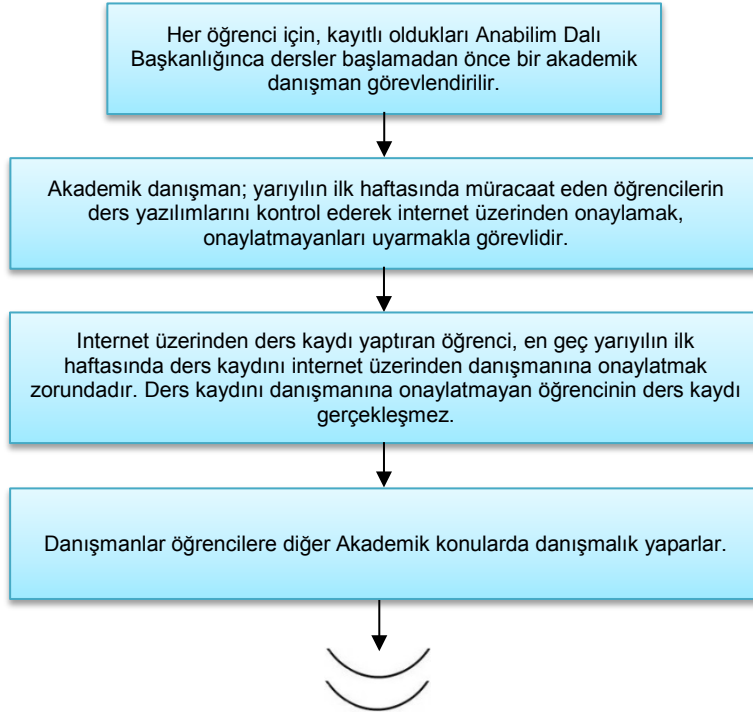 Her öğrenci için, kayıtlı oldukları Anabilim Dalı
Başkanlığınca dersler başlamadan önce bir akademik
danışman görevlendirilir.
Akademik danışman; yarıyılın ilk haftasında müracaat eden öğrencilerin
ders yazılımlarını kontrol ederek internet üzerinden onaylamak,
onaylatmayanları uyarmakla görevlidir.
Internet üzerinden ders kaydı yaptıran öğrenci, en geç yarıyılın ilk
haftasında ders kaydını internet üzerinden danışmanına onaylatmak
zorundadır. Ders kaydını danışmanına onaylatmayan öğrencinin ders kaydı
gerçekleşmez.
Danışmanlar öğrencilere diğer Akademik konularda danışmalık yaparlar.